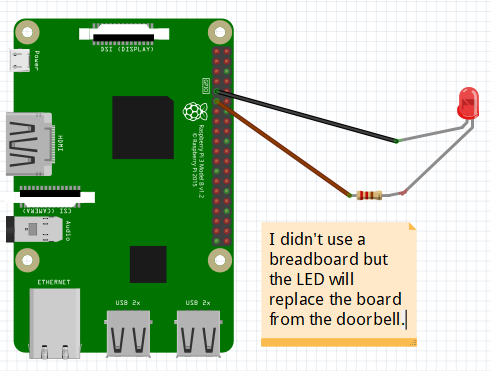 DSI (DISPLAY)
Power
GPIO
HDMI
Raspberry Pi 3 Model B v1.2
© Raspberry Pi 2015
CSI (CAMERA)
Audio
ETHERNET
USB 2x
USB 2x
I didn't use a
breadboard but
the LED will
replace the board
from the doorbell.